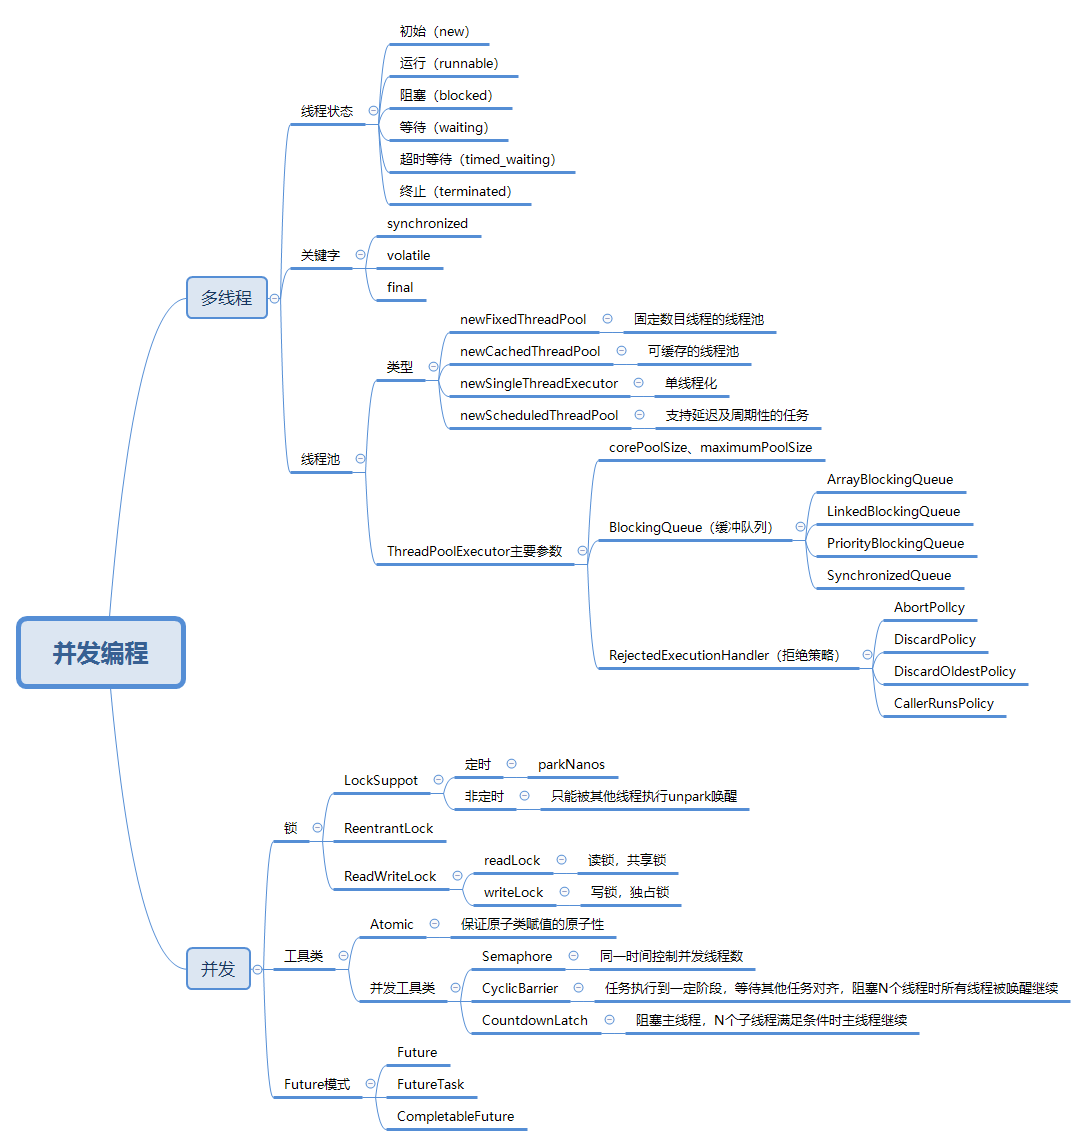 并发编程
多线程
线程状态
初始（new）
运行（runnable）
阻塞（blocked）
等待（waiting）
超时等待（timed_waiting）
终止（terminated）
关键字
synchronized
volatile
final
线程池
类型
newFixedThreadPool
固定数目线程的线程池
newCachedThreadPool
可缓存的线程池
newSingleThreadExecutor
单线程化
newScheduledThreadPool
支持延迟及周期性的任务
ThreadPoolExecutor主要参数
corePoolSize、maximumPoolSize
BlockingQueue（缓冲队列）
ArrayBlockingQueue
LinkedBlockingQueue
PriorityBlockingQueue
SynchronizedQueue
RejectedExecutionHandler（拒绝策略）
AbortPollcy
DiscardPolicy
DiscardOldestPolicy
CallerRunsPolicy
并发
锁
LockSuppot
定时
parkNanos
非定时
只能被其他线程执行unpark唤醒
ReentrantLock
ReadWriteLock
readLock
读锁，共享锁
writeLock
写锁，独占锁
工具类
Atomic
保证原子类赋值的原子性
并发工具类
Semaphore
同一时间控制并发线程数
CyclicBarrier
任务执行到一定阶段，等待其他任务对齐，阻塞N个线程时所有线程被唤醒继续
CountdownLatch
阻塞主线程，N个子线程满足条件时主线程继续
Future模式
Future
FutureTask
CompletableFuture